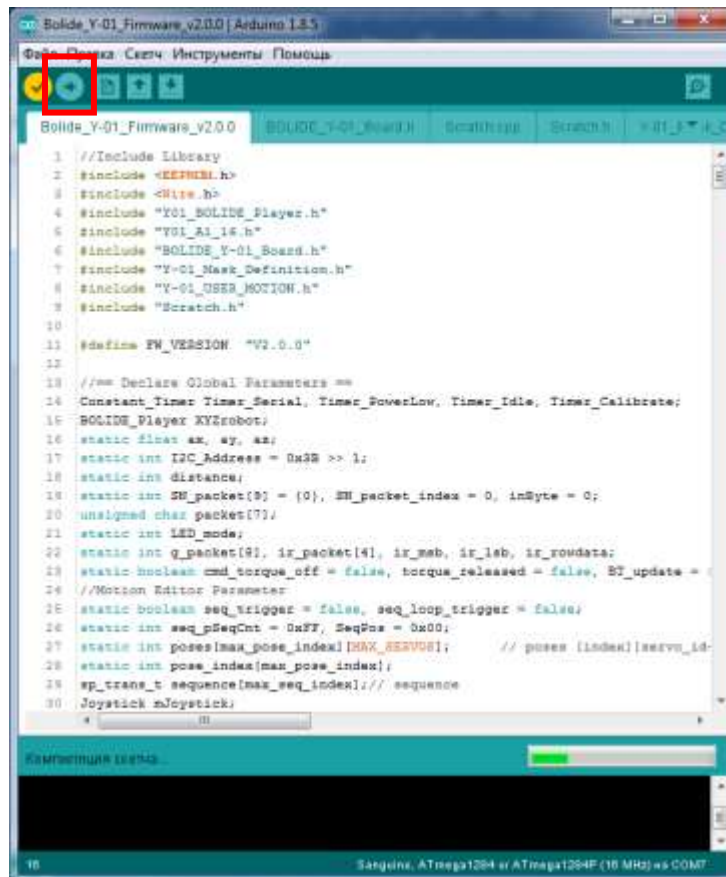 Bolide_Y-01_Firmware_v2.0.0 | Arduino 1.8.5
Файл Правка Скетч Инструменты Помощь
Bolide_Y-01_Firmware_v2.0.0 BOLIDE_Y-01_Board.h Scratch.cpp Scratch.h
1 //Include Library
2 #include <EEPROM.h>
3 #include <Wire.h>
4 #include "Y01_BOLIDE_Player.h"
5 #include "Y01_A1_16.h"
6 #include "BOLIDE_Y-01_Board.h"
7 #include "Y-01_Mask_Definition.h"
8 #include "Y-01_USER_MOTION.h"
9 #include "Scratch.h"
10
11 #define FW_VERSION "V2.0.0"
12
13 //== Declare Global Parameters ==
14 Constant_Timer Timer_Serial, Timer_PowerLow, Timer_Idle, Timer_Calibrate;
15 BOLIDE_Player XYZrobot;
16 static float ax, ay, az;
17 static int I2C_Address = 0x3B >> 1;
18 static int distance;
19 static int SN_packet[9] = {0}, SN_packet_index = 0, inByte = 0;
20 unsigned char packet[7];
21 static int LED_mode;
22 static int g_packet[8], ir_packet[4], ir_msb, ir_lsb, ir_rowdata;
23 static boolean cmd_torque_off = false, torque_released = false, BT_update =
24 //Motion Editor Parameter
25 static boolean seq_trigger = false, seq_loop_trigger = false;
26 static int seq_pSeqCnt = 0xFF, SeqPos = 0x00;
27 static int poses[max_pose_index][MAX_SERVOS]; // poses [index][servo_id-
28 static int pose_index[max_pose_index];
29 sp_trans_t sequence[max_seq_index];// sequence
30 Joystick mJoystick;
Компиляция скетча...
16 Sanguino, ATmega1284 or ATmega1284P (16 MHz) на COM7